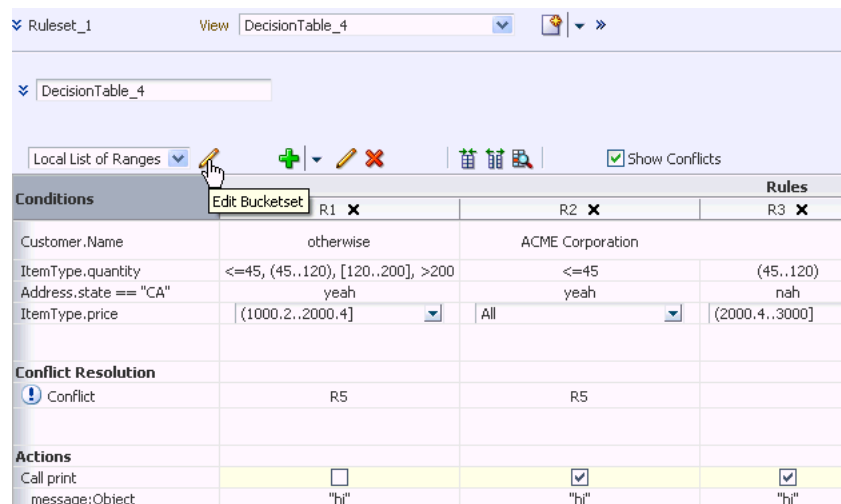 Ruleset_1 View DecisionTable_4
DecisionTable_4
Local List of Ranges Show Conflicts
Edit Bucketset
Conditions Rules
R1 R2 R3
Customer.Name otherwise ACME Corporation
ItemType.quantity <=45, (45..120), [120..200], >200 <=45 (45..120)
Address.state == "CA" yeah yeah nah
ItemType.price (1000.2..2000.4] All (2000.4..3000]
Conflict Resolution
Conflict R5 R5
Actions
Call print
message:Object "hi" "hi" "hi"